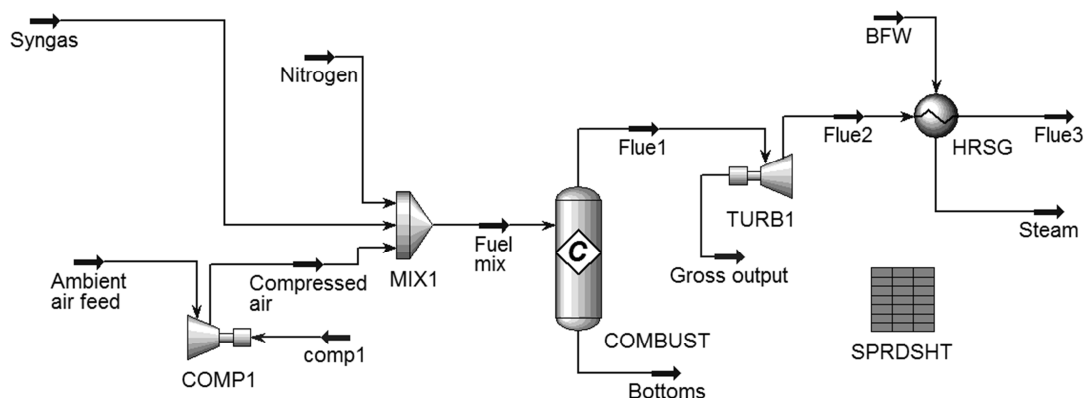 Syngas
Nitrogen
BFW
Flue1
Flue2
HRSG
Flue3
TURB1
Gross output
Steam
Ambient
air feed
Compressed
air
MIX1
Fuel
mix
C
COMP1
comp1
COMBUST
Bottoms
SPRDSHT